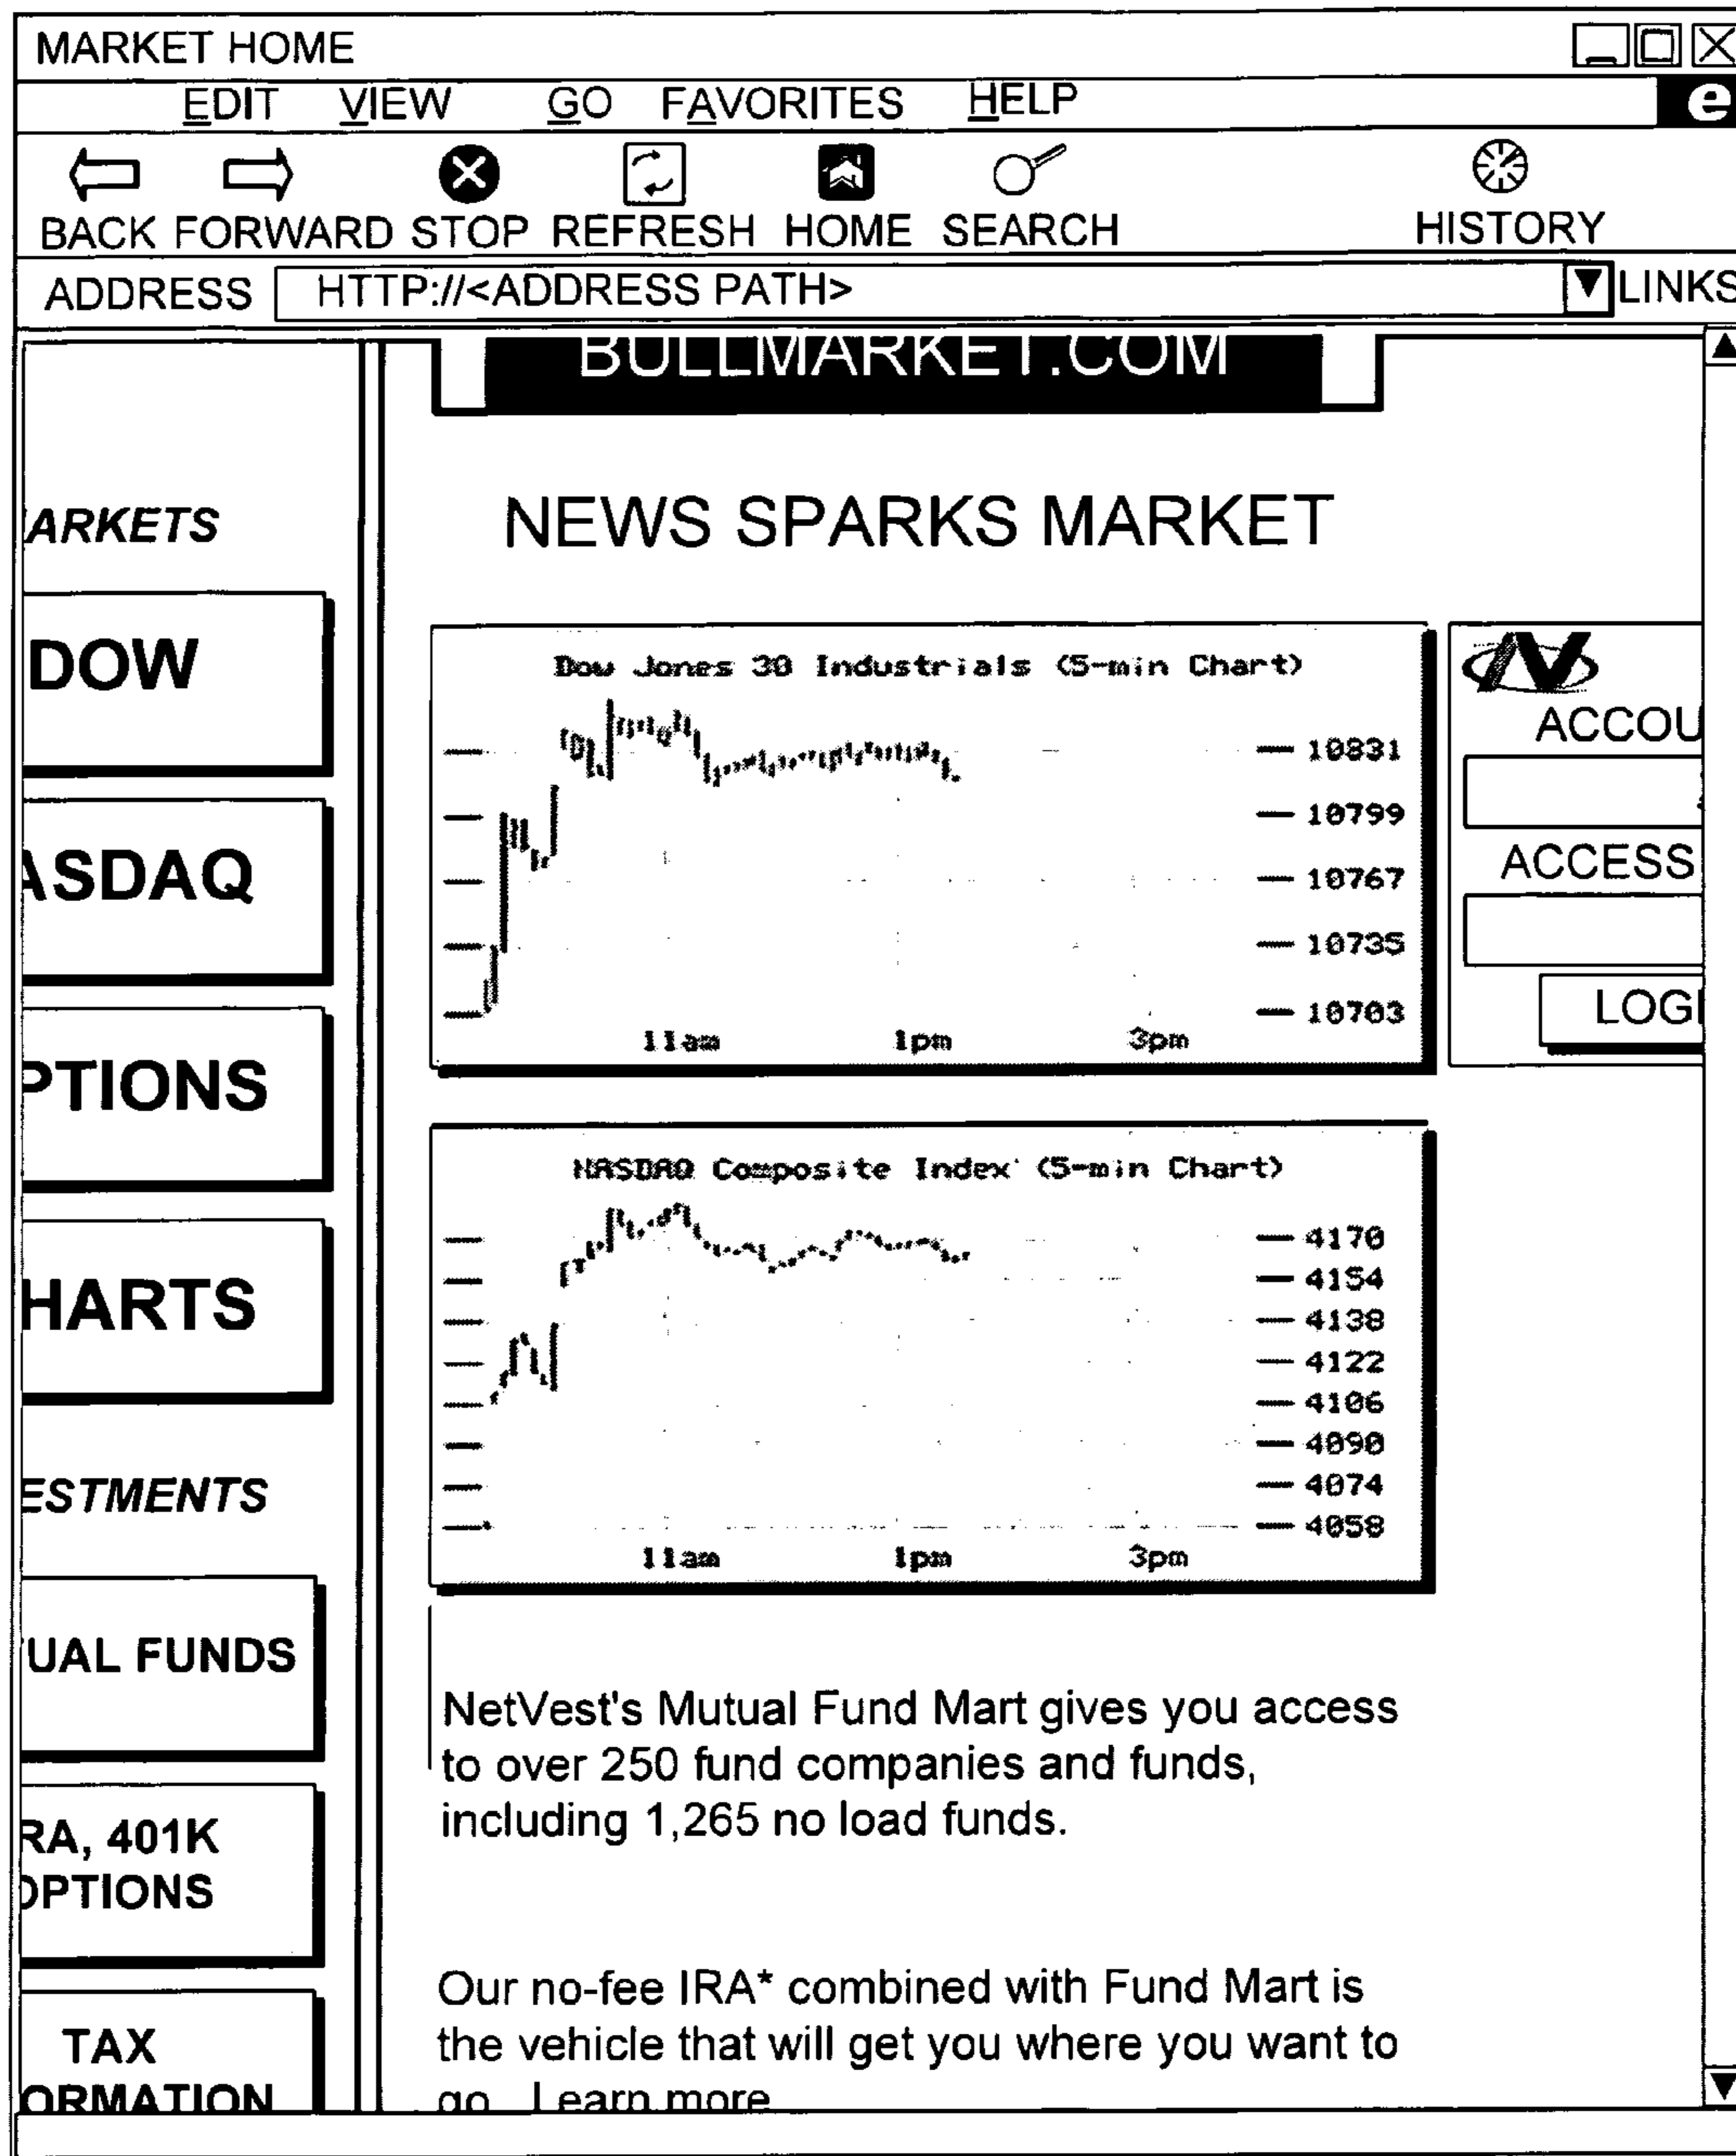 MARKET HOME
EDIT VIEW GO FAVORITES HELP
e
BACK FORWARD STOP REFRESH HOME SEARCH HISTORY
ADDRESS HTTP://<ADDRESS PATH> LINKS
BULLMARKET.COM
ARKETS
DOW
ASDAQ
PTIONS
HARTS
ESTMENTS
UAL FUNDS
RA, 401K
OPTIONS
TAX
ORMATION
NEWS SPARKS MARKET
Dow Jones 30 Industrials (5-min Chart)
10831
10799
10767
10735
10703
11am 1pm 3pm
ACCOU
ACCESS
LOGI
NASDAQ Composite Index (5-min Chart)
4170
4154
4138
4122
4106
4090
4074
4058
11am 1pm 3pm
NetVest's Mutual Fund Mart gives you access
to over 250 fund companies and funds,
including 1,265 no load funds.
Our no-fee IRA* combined with Fund Mart is
the vehicle that will get you where you want to
go Learn more